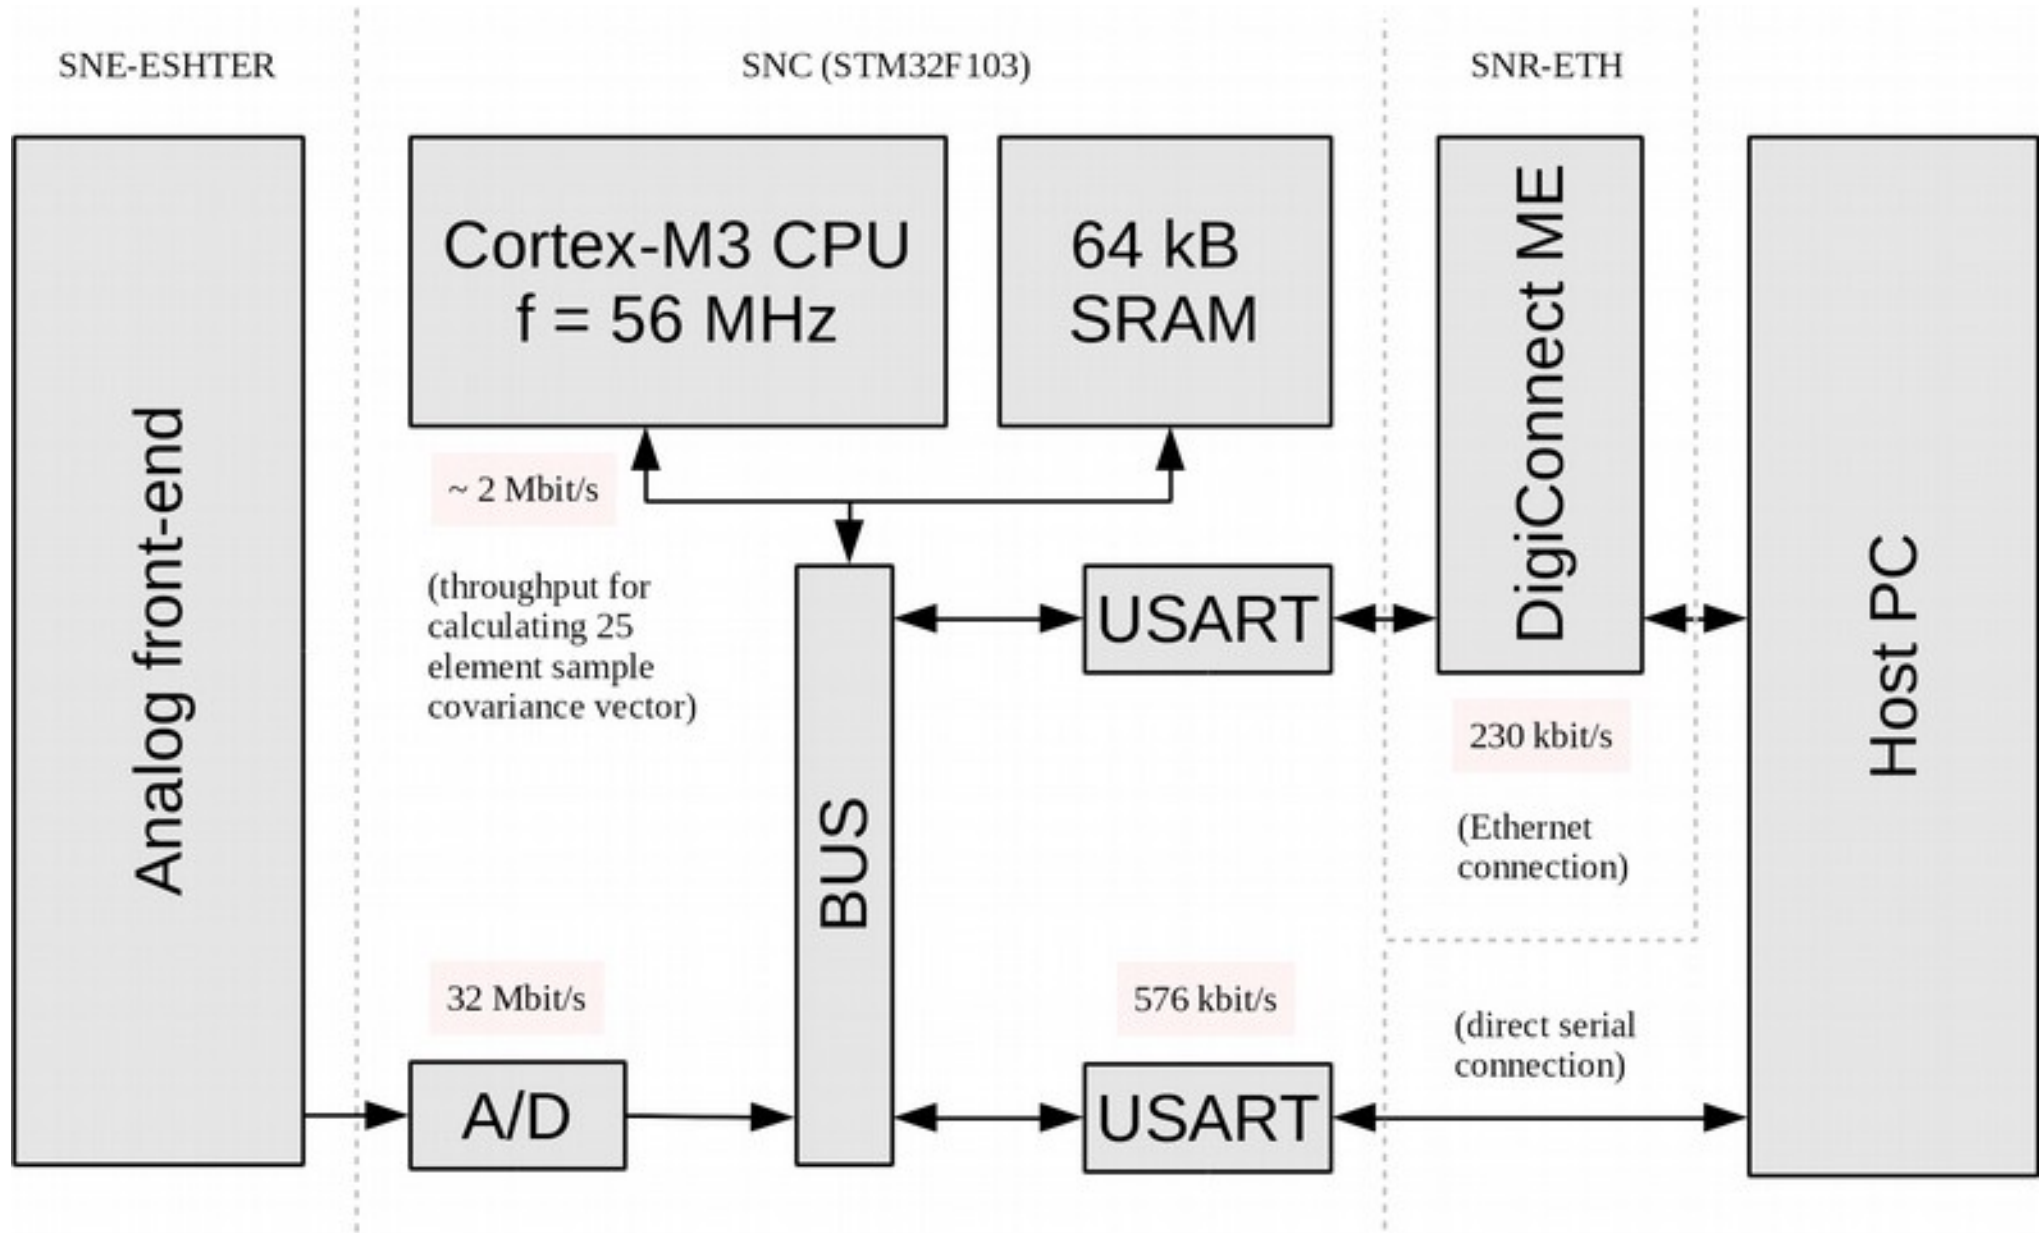 SNE-ESHTER
SNC (STM32F103)
SNR-ETH
Analog front-end
Cortex-M3 CPU
f = 56 MHz
64 kB
SRAM
DigiConnect ME
Host PC
~ 2 Mbit/s
(throughput for
calculating 25
element sample
covariance vector)
BUS
USART
230 kbit/s
(Ethernet
connection)
32 Mbit/s
A/D
576 kbit/s
USART
(direct serial
connection)